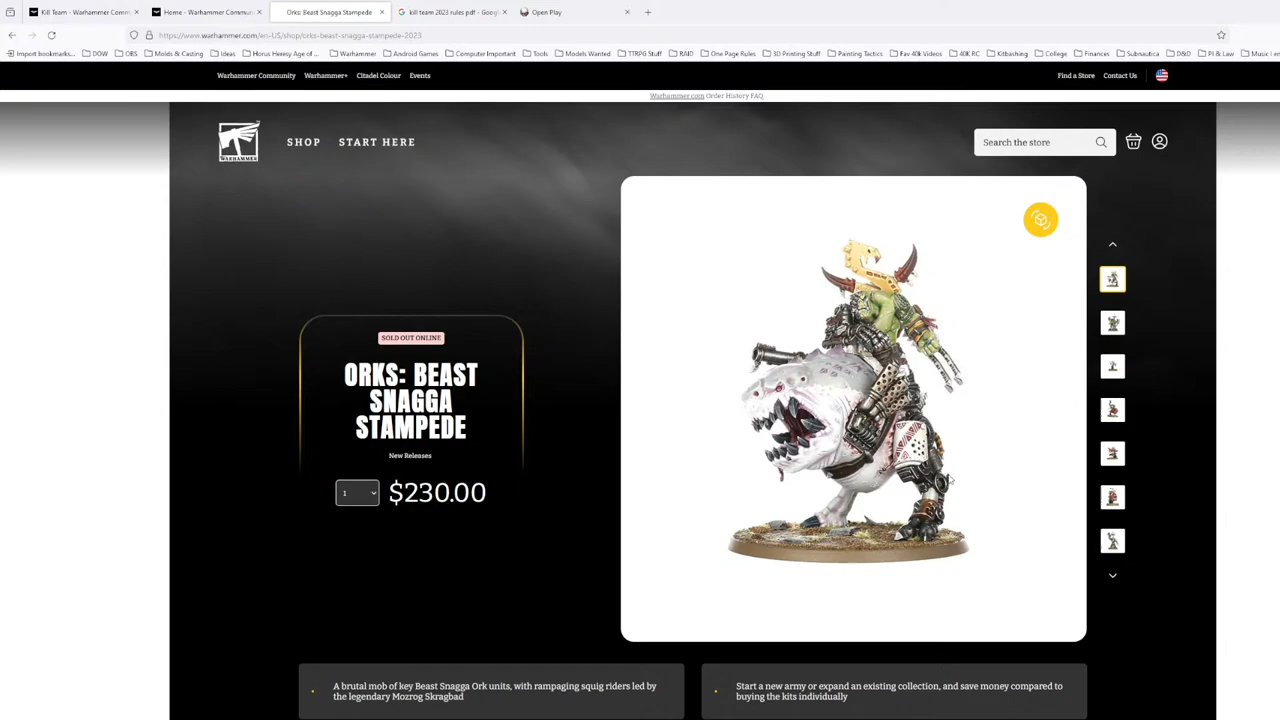 Kill Team - Warhammer Comm
Home - Warhammer Commun
Orks: Beast Snagga Stampede
kill team 2023 rules pdf - Goog
Open Play
https://www.warhammer.com/en-US/shop/orks-beast-snagga-stampede-2023
Import bookmarks... DOW OBS Molds & Casting Ideas Horus Heresy Age of... Warhammer Android Games Computer Important Tools Models Wanted TTRPG Stuff RAID One Page Rules 3D Printing Stuff Painting Tactics Fav 40k Videos 40K RC Kitbashing College Finances Subnautica D&D PI & Law
Warhammer Community Warhammer+ Citadel Colour Events Find a Store Contact Us
Warhammer.com Order History FAQ
WARHAMMER
SHOP START HERE
Search the store
SOLD OUT ONLINE
ORKS: BEAST
SNAGGA
STAMPEDE
New Releases
1 $230.00
A brutal mob of key Beast Snagga Ork units, with rampaging squig riders led by
the legendary Mozrog Skragbad
Start a new army or expand an existing collection, and save money compared to
buying the kits individually